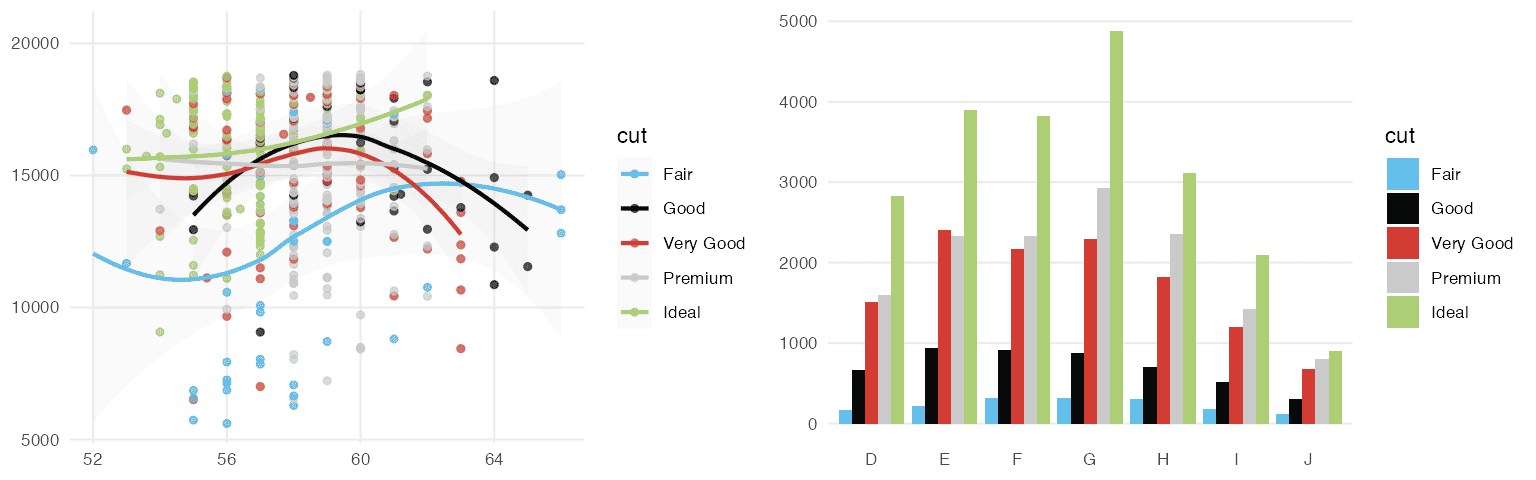 20000
15000
10000
5000
52 56 60 64
cut
Fair
Good
Very Good
Premium
Ideal
5000
4000
3000
2000
1000
0
D E F G H I J
cut
Fair
Good
Very Good
Premium
Ideal